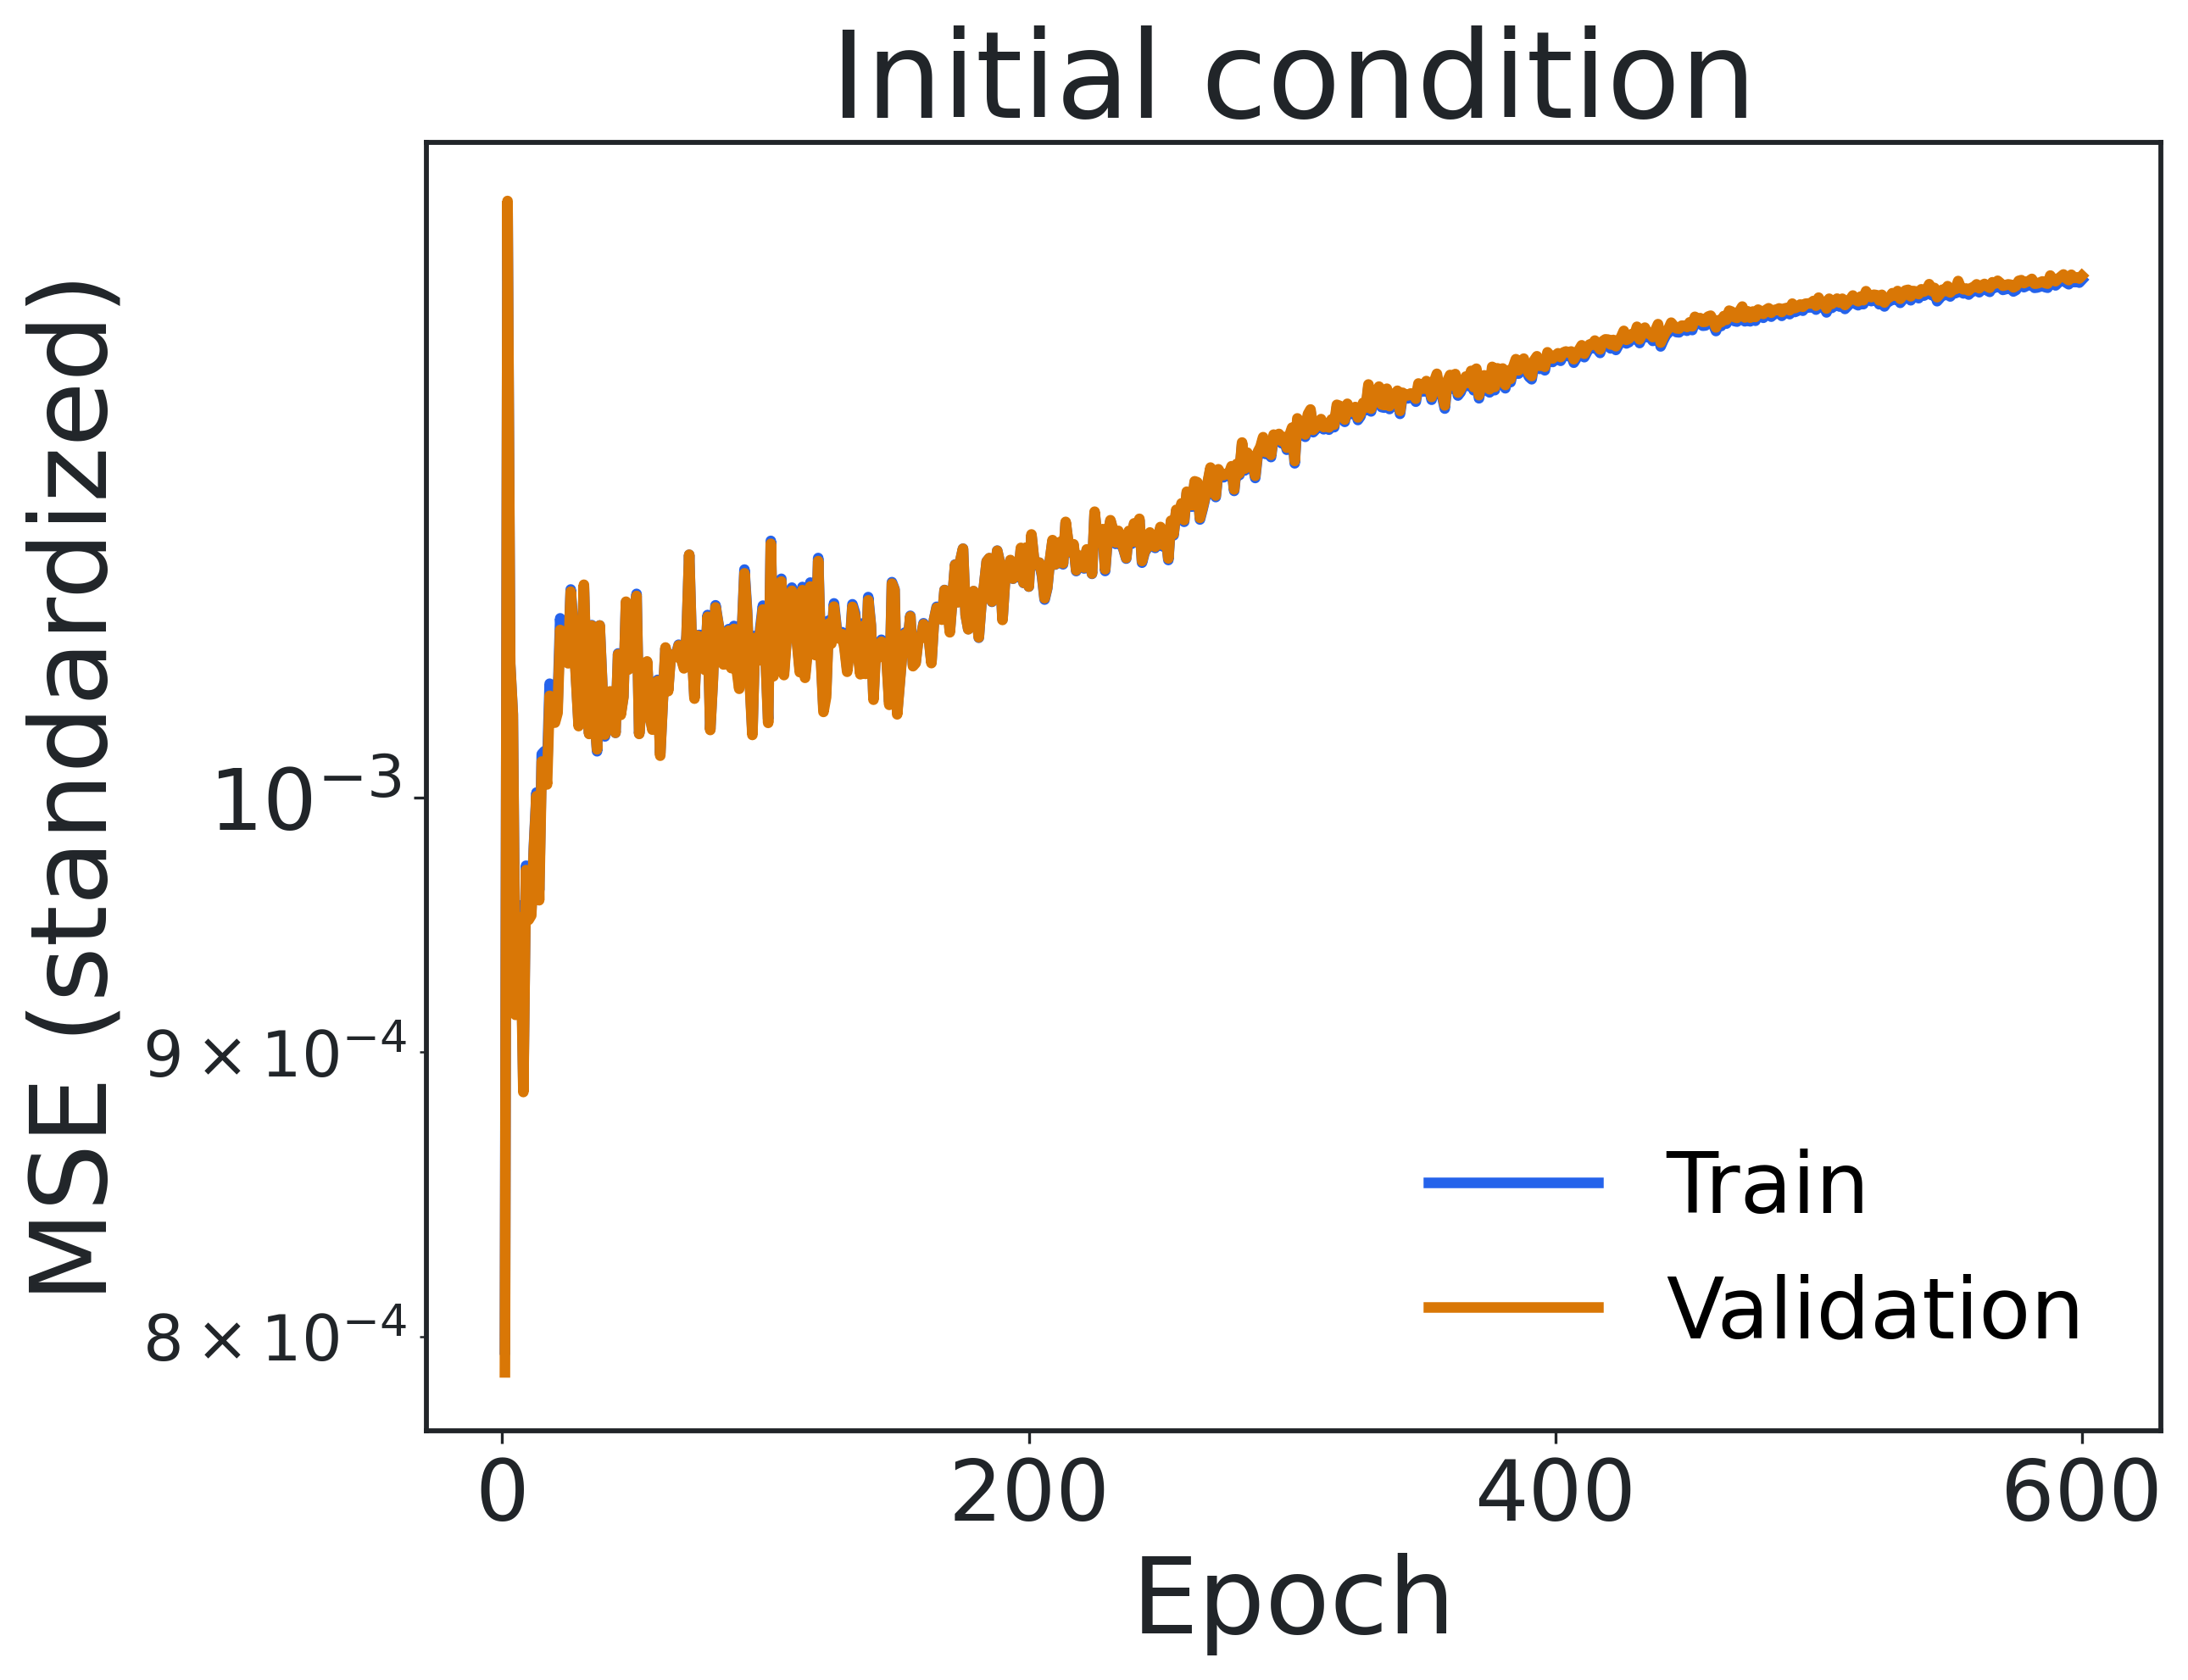 Initial condition
MSE (standardized)
10⁻³
9 × 10⁻⁴
8 × 10⁻⁴
Train
Validation
0 200 400 600
Epoch